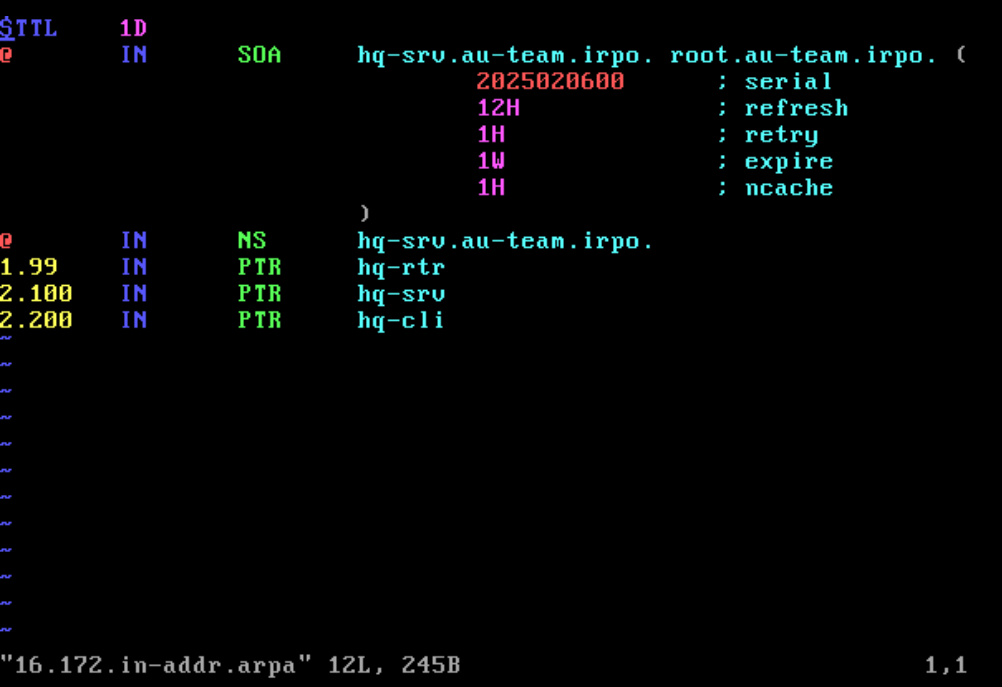 $TTL 1D
@ IN SOA hq-srv.au-team.irpo. root.au-team.irpo. (
2025020600 ; serial
12H ; refresh
1H ; retry
1W ; expire
1H ; ncache
)
@ IN NS hq-srv.au-team.irpo.
1.99 IN PTR hq-rtr
2.100 IN PTR hq-srv
2.200 IN PTR hq-cli
~
~
~
~
~
~
~
~
~
~
~
~
"16.172.in-addr.arpa" 12L, 245B 1,1